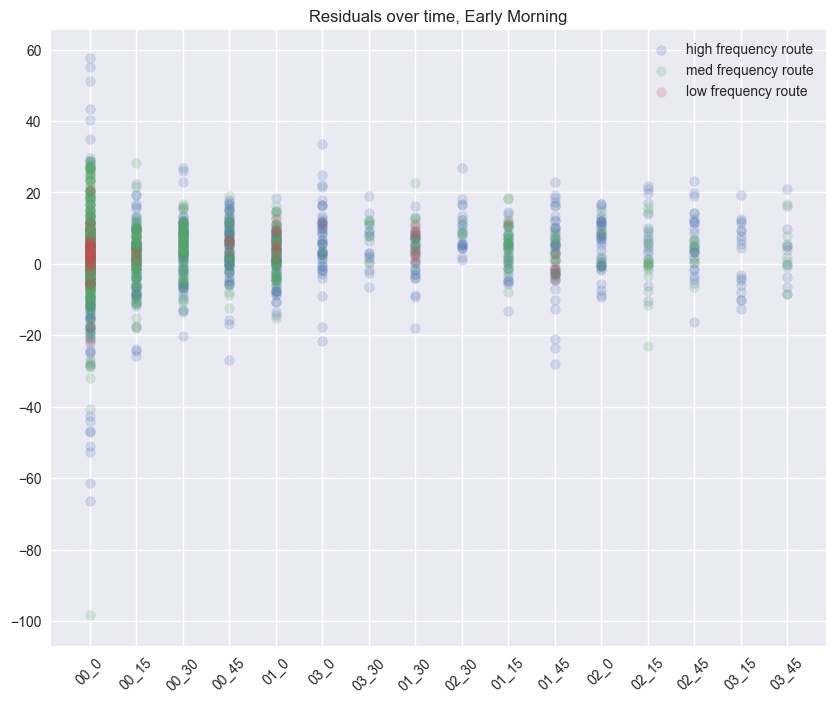 Residuals over time, Early Morning
high frequency route
med frequency route
low frequency route
60
40
20
0
−20
−40
−60
−80
−100
00_0 00_15 00_30 00_45 01_0 03_0 03_30 01_30 02_30 01_15 01_45 02_0 02_15 02_45 03_15 03_45